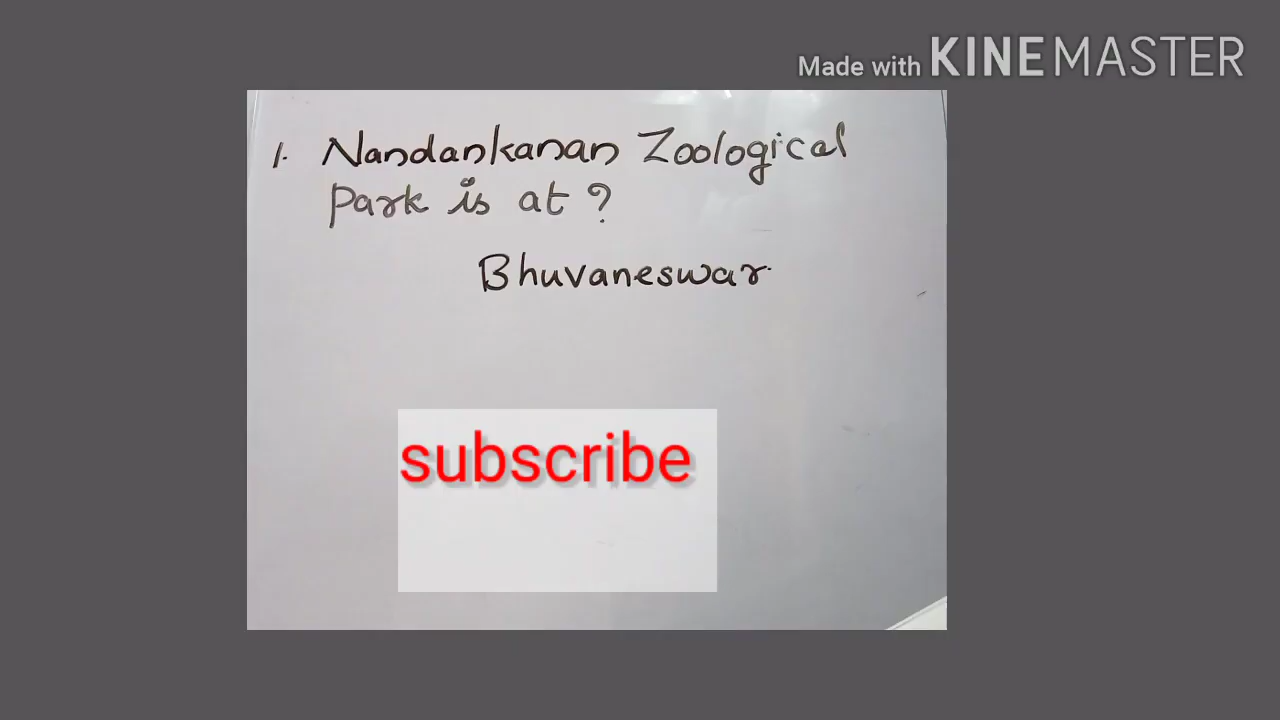 Made with KINEMASTER
1. Nandankanan Zoological
Park is at ?
Bhuvaneswar
subscribe